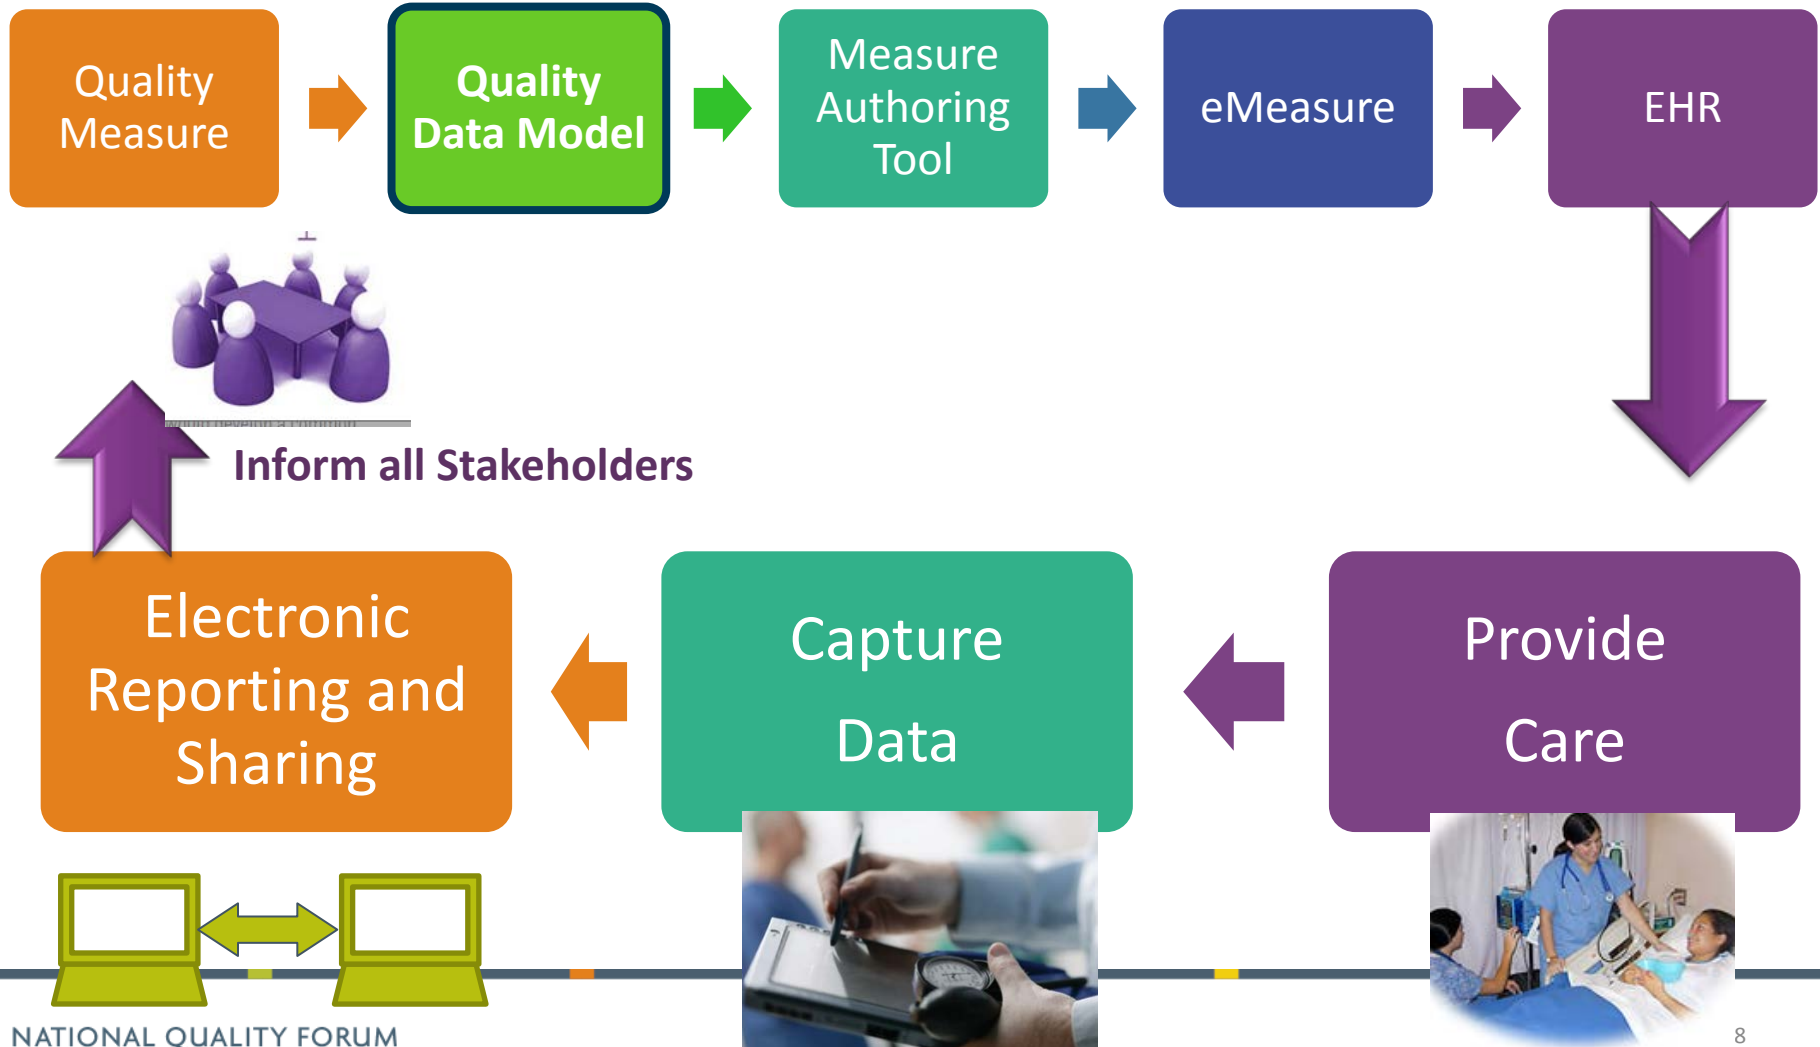 Quality
Measure
Quality
Data Model
Measure
Authoring
Tool
eMeasure
EHR
Inform all Stakeholders
Electronic
Reporting and
Sharing
Capture
Data
Provide
Care
NATIONAL QUALITY FORUM
8